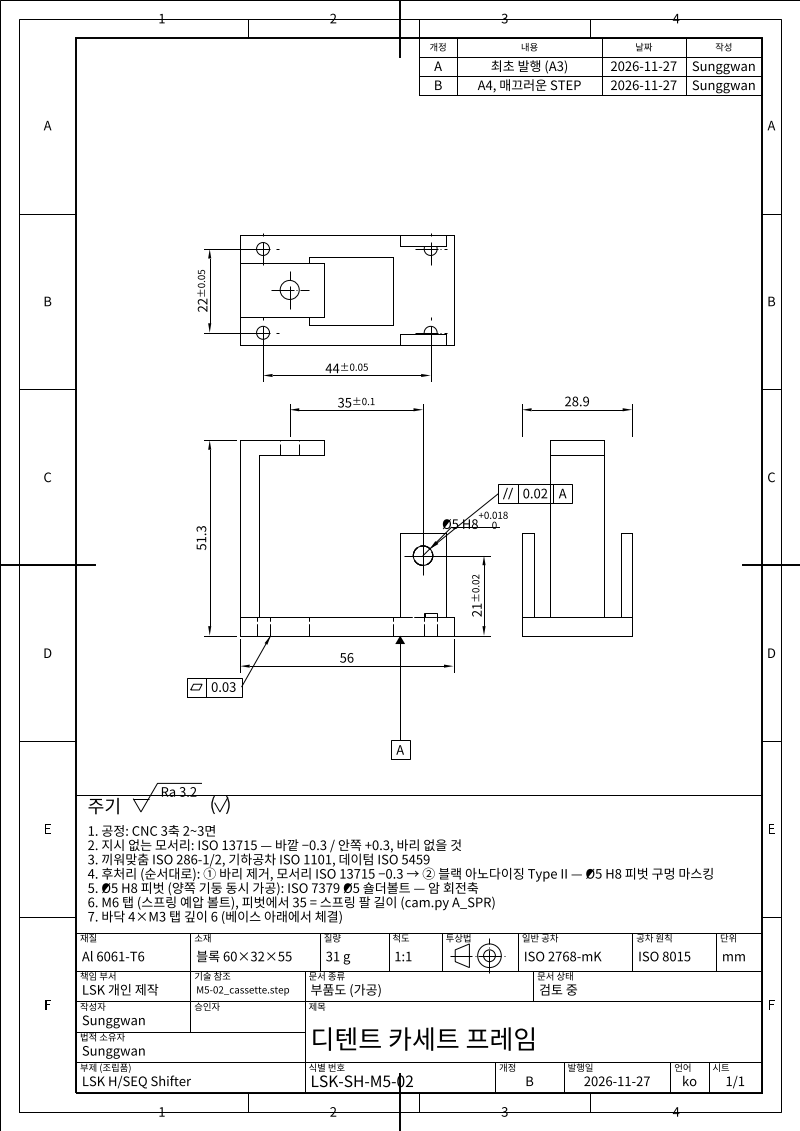 1 2 3 4
개정 내용 날짜 작성
A 최초 발행 (A3) 2026-11-27 Sunggwan
B A4, 매끄러운 STEP 2026-11-27 Sunggwan
A A
B B
22±0.05
44±0.05
35±0.1
28.9
C C
// 0.02 A
Ø5 H8 +0.018 0
51.3
21±0.02
56
D D
0.03
A
E E
주기 Ra 3.2 (√)
1. 공정: CNC 3축 2~3면
2. 지시 없는 모서리: ISO 13715 — 바깥 −0.3 / 안쪽 +0.3, 바리 없을 것
3. 끼워맞춤 ISO 286-1/2, 기하공차 ISO 1101, 데이텀 ISO 5459
4. 후처리 (순서대로): ① 바리 제거, 모서리 ISO 13715 −0.3 → ② 블랙 아노다이징 Type II — Ø5 H8 피벗 구멍 마스킹
5. Ø5 H8 피벗 (양쪽 기둥 동시 가공): ISO 7379 Ø5 숄더볼트 — 암 회전축
6. M6 탭 (스프링 예압 볼트), 피벗에서 35 = 스프링 팔 길이 (cam.py A_SPR)
7. 바닥 4×M3 탭 깊이 6 (베이스 아래에서 체결)
재질 소재 질량 척도 투상법 일반 공차 공차 원칙 단위
Al 6061-T6 블록 60×32×55 31 g 1:1 ISO 2768-mK ISO 8015 mm
책임 부서 기술 참조 문서 종류 문서 상태
LSK 개인 제작 M5-02_cassette.step 부품도 (가공) 검토 중
F F
작성자 승인자 제목
Sunggwan
디텐트 카세트 프레임
법적 소유자
Sunggwan
부제 (조립품) 식별 번호 개정 발행일 언어 시트
LSK H/SEQ Shifter LSK-SH-M5-02 B 2026-11-27 ko 1/1
1 2 3 4